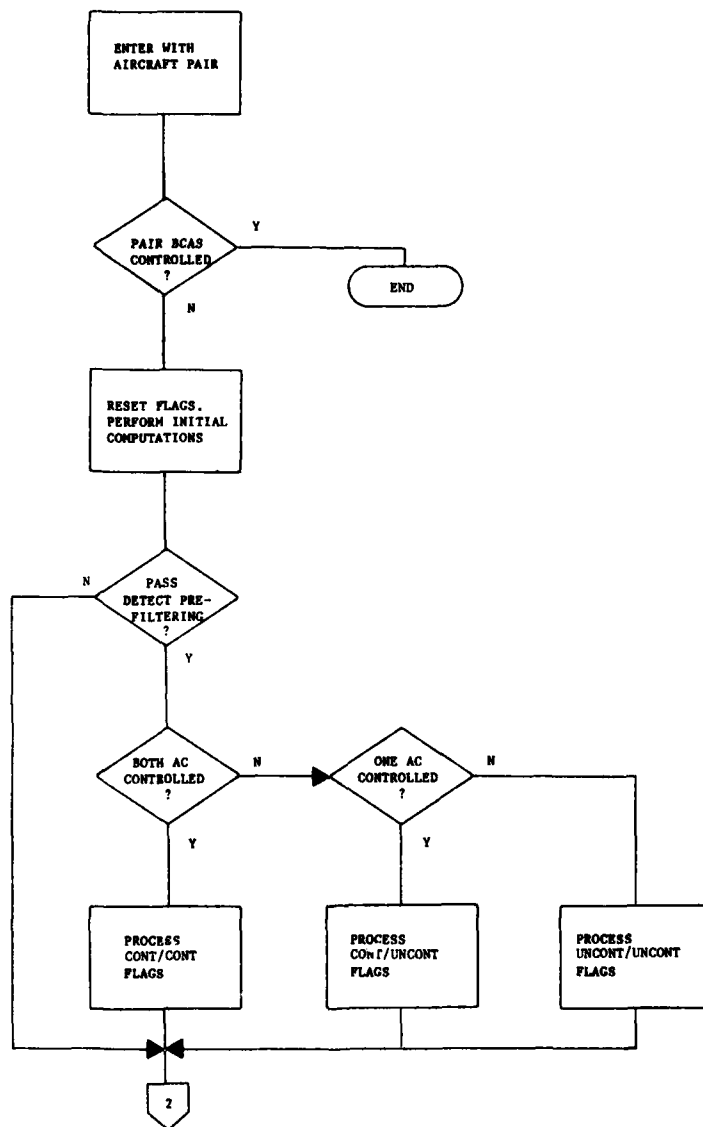 ENTER WITH
AIRCRAFT PAIR
Y
PAIR BCAS
CONTROLLED
?
END
N
RESET FLAGS.
PERFORM INITIAL
COMPUTATIONS
N
PASS
DETECT PRE-
FILTERING
?
Y
BOTH AC
CONTROLLED
?
N
ONE AC
CONTROLLED
?
N
Y
Y
PROCESS
CONT/CONT
FLAGS
PROCESS
CONT/UNCONT
FLAGS
PROCESS
UNCONT/UNCONT
FLAGS
2